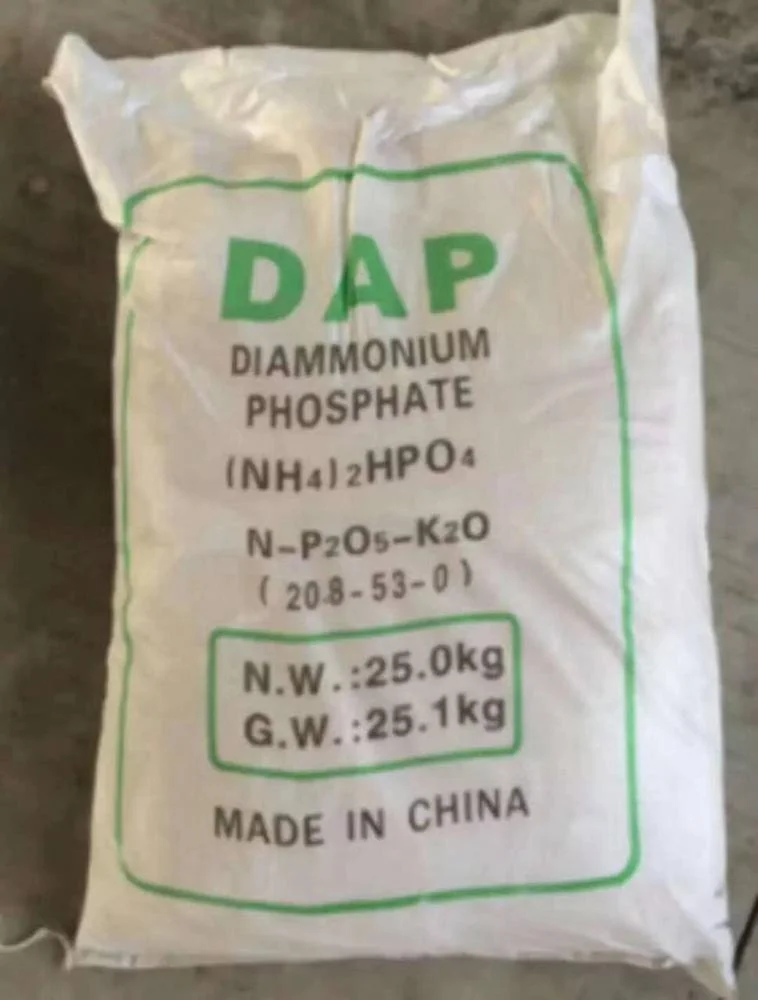 DAP
DIAMMONIUM
PHOSPHATE
(NH4)2HPO4
N-P2O5-K2O
(20.8-53-0)
N.W.:25.0kg
G.W.:25.1kg
MADE IN CHINA